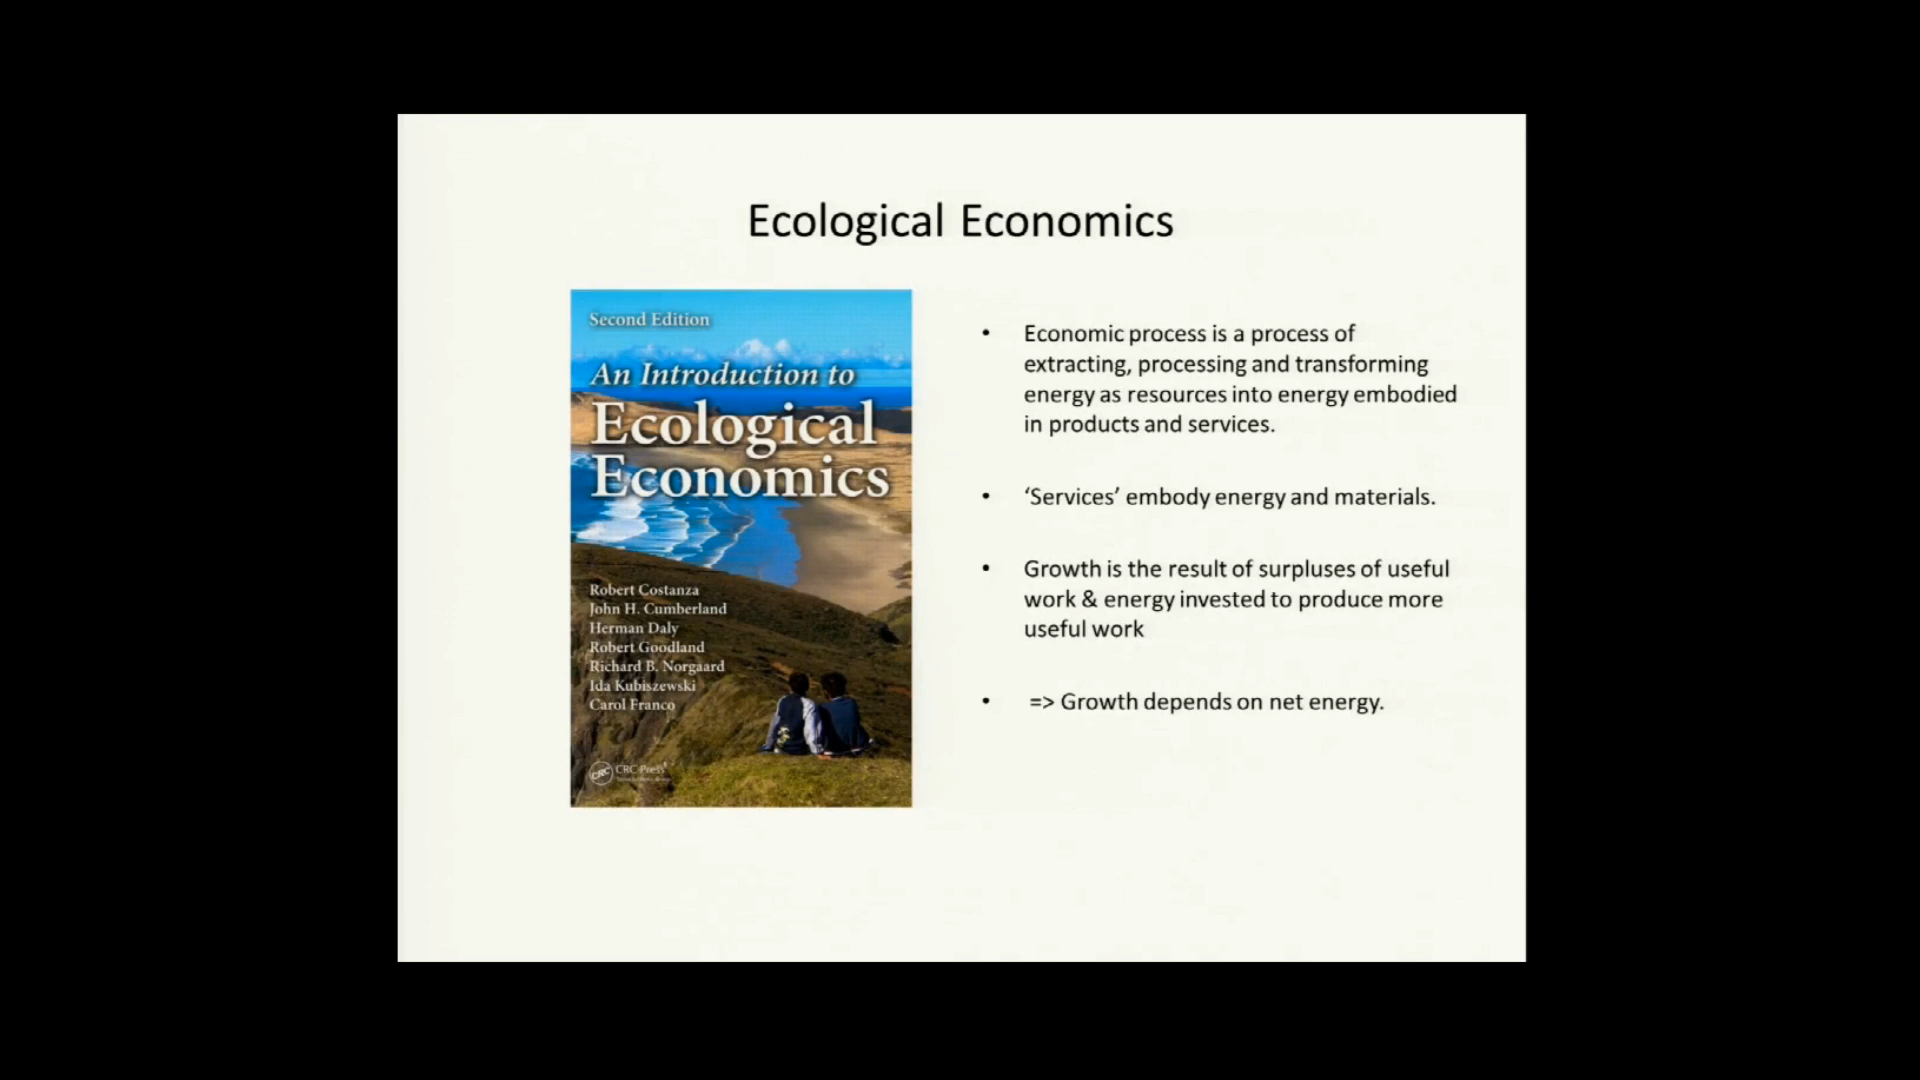 Ecological Economics
Second Edition
An Introduction to
Ecological
Economics
Robert Costanza
John H. Cumberland
Herman Daly
Robert Goodland
Richard B. Norgaard
Ida Kubiszewski
Carol Franco
CRC CRC Press
• Economic process is a process of
extracting, processing and transforming
energy as resources into energy embodied
in products and services.
• ‘Services’ embody energy and materials.
• Growth is the result of surpluses of useful
work & energy invested to produce more
useful work
• => Growth depends on net energy.